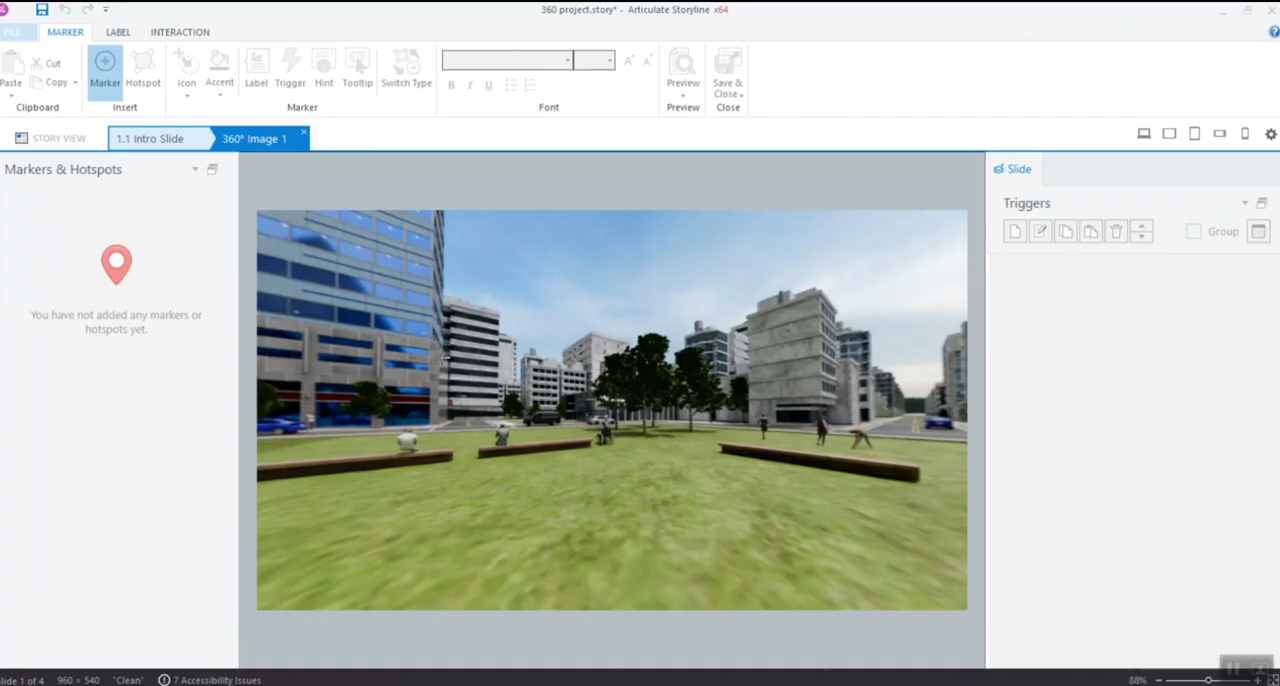 360 project.story* - Articulate Storyline x64
FILE MARKER LABEL INTERACTION
Paste Cut Copy Clipboard
Marker Hotspot Insert
Icon Accent Label Trigger Hint Tooltip Switch Type Marker
B I U Font
Preview Preview
Save & Close Close
STORY VIEW 1.1 Intro Slide 360° Image 1
Markers & Hotspots
You have not added any markers or
hotspots yet.
Slide
Triggers
Group
Slide 1 of 4 960 × 540 "Clean" 7 Accessibility Issues 88%